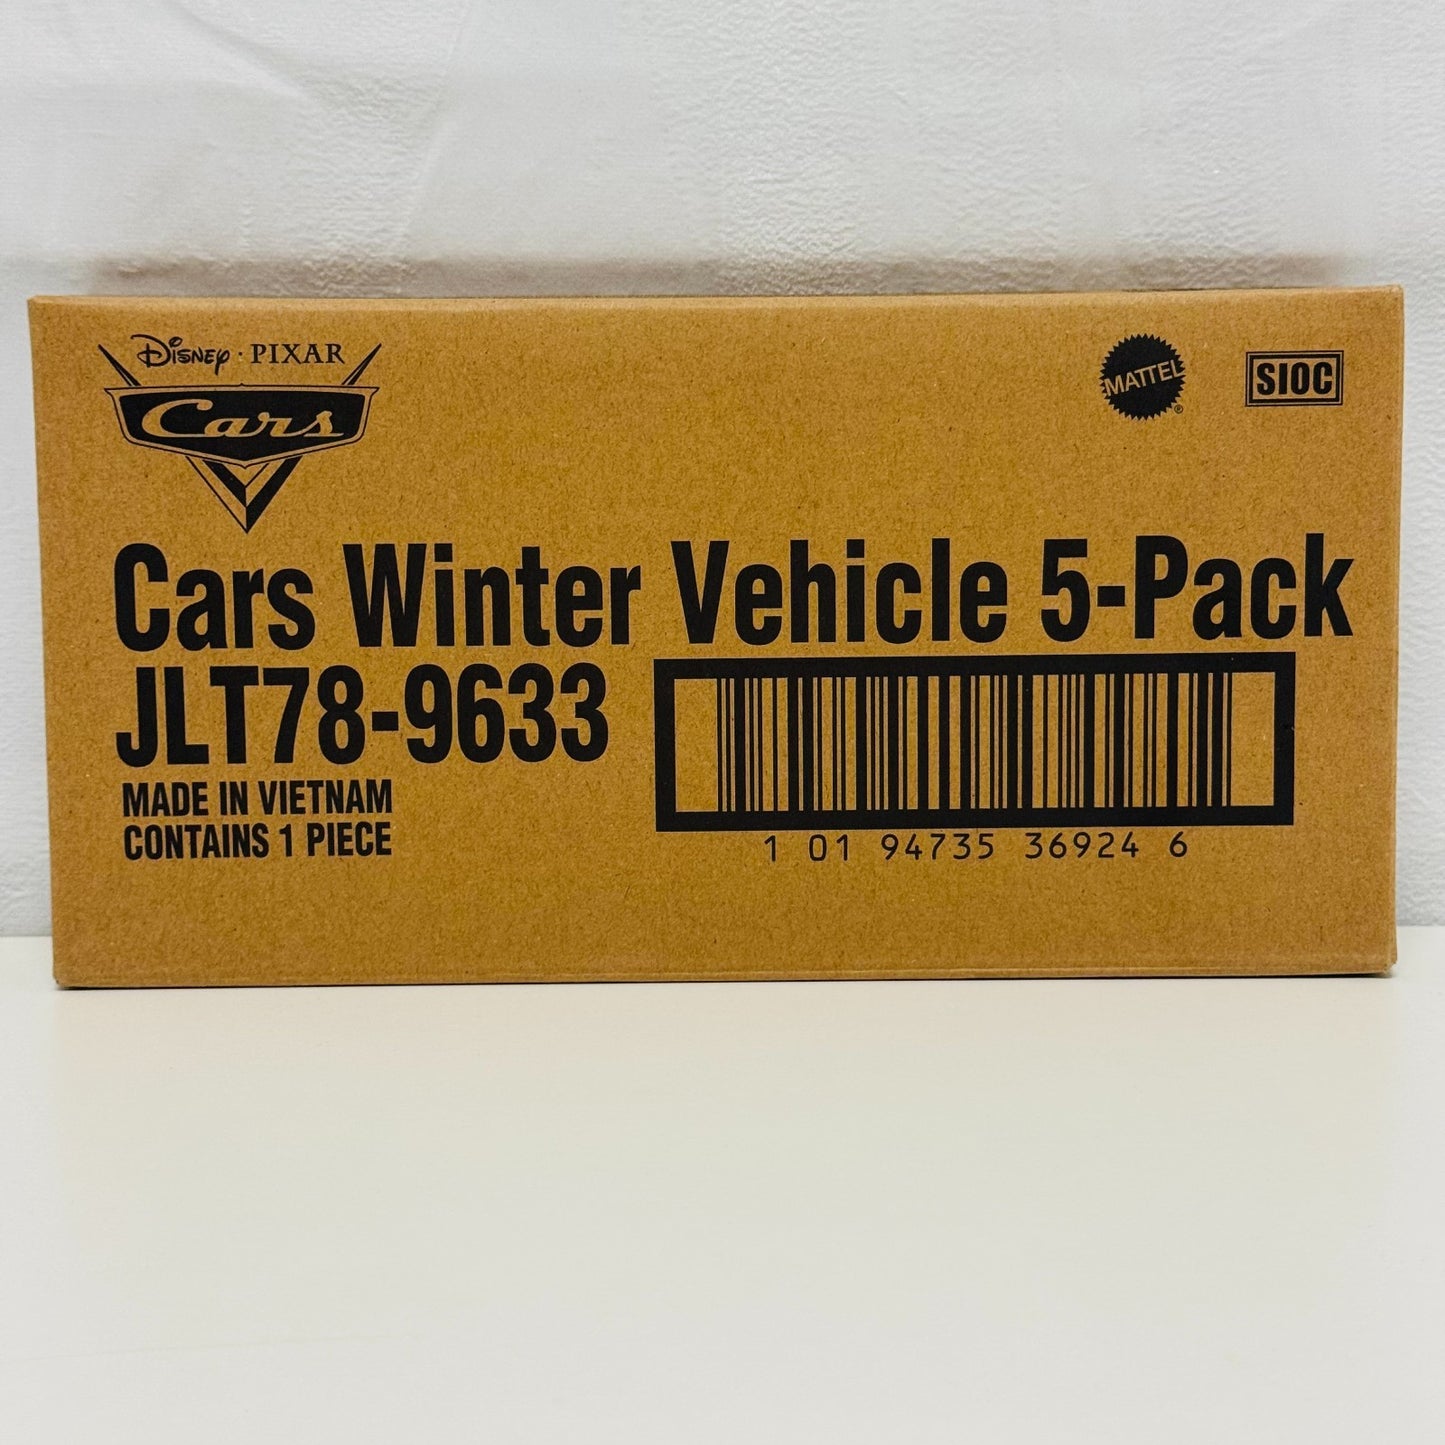 Disney · PIXAR
Cars
MATTEL®
SIOC
Cars Winter Vehicle 5-Pack
JLT78-9633
MADE IN VIETNAM
CONTAINS 1 PIECE
1 01 94735 36924 6